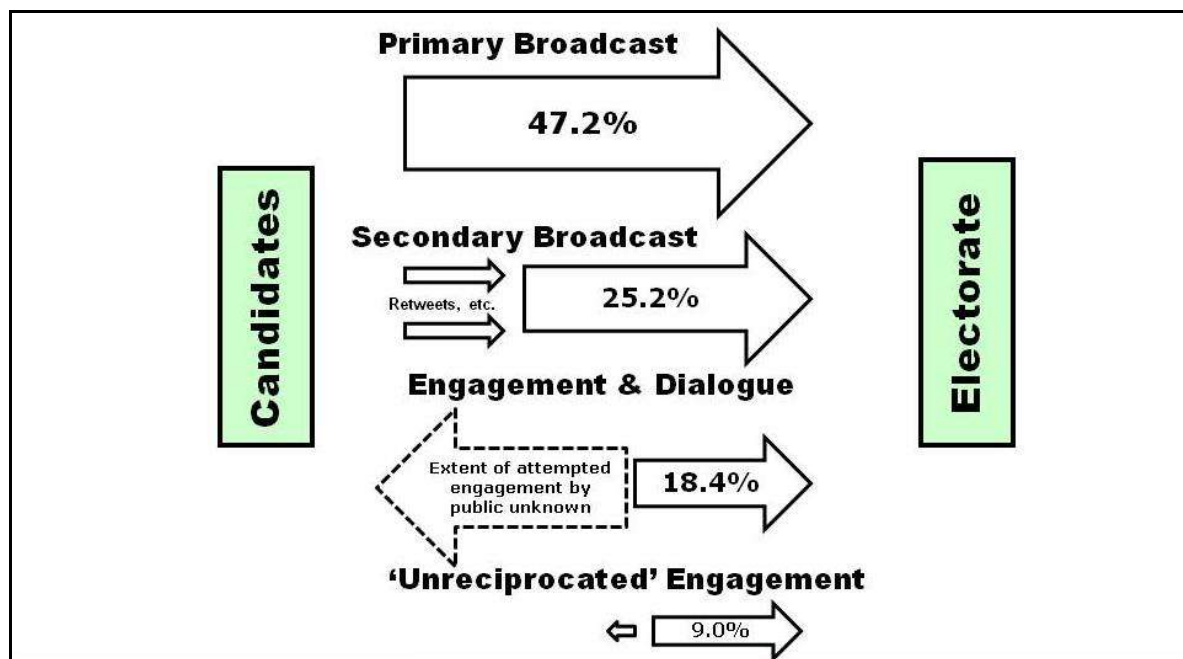 Primary Broadcast
47.2%
Candidates
Electorate
Secondary Broadcast
Retweets, etc.
25.2%
Engagement & Dialogue
Extent of attempted
engagement by
public unknown
18.4%
‘Unreciprocated’ Engagement
9.0%